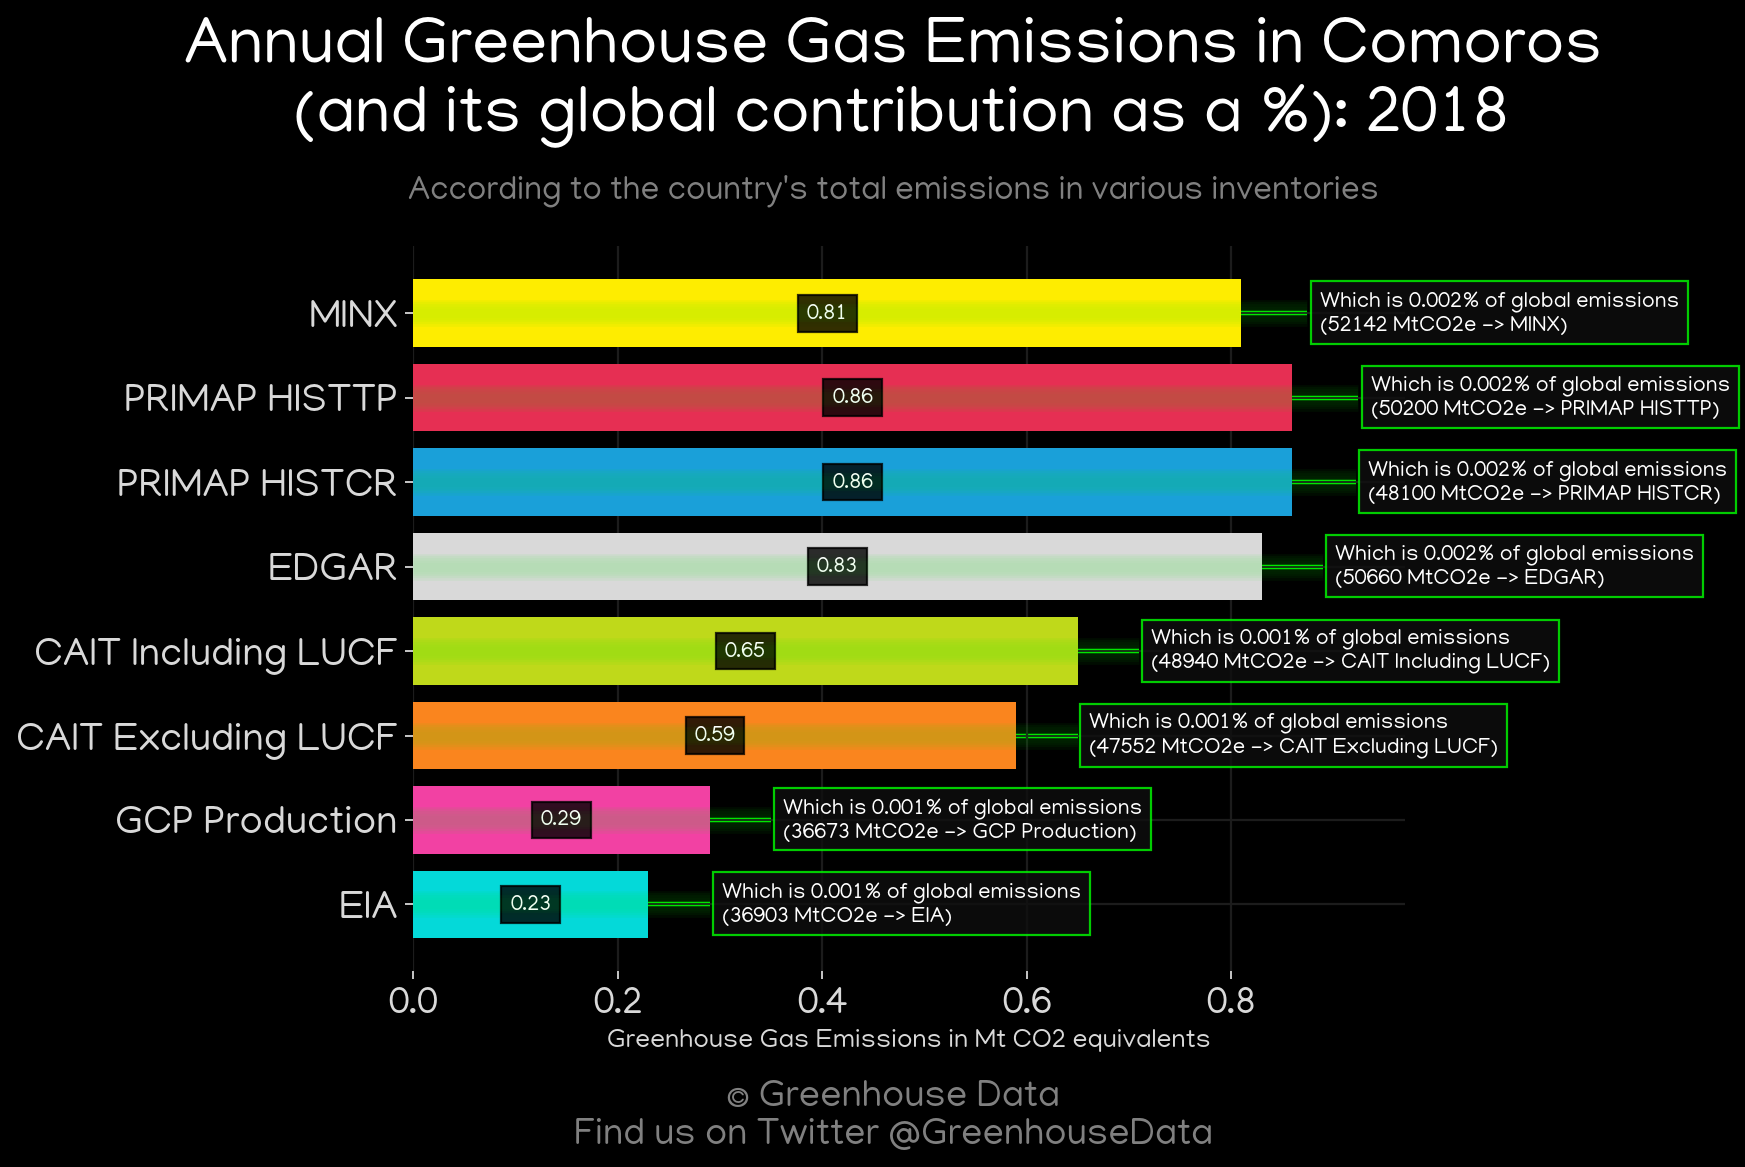 Annual Greenhouse Gas Emissions in Comoros
(and its global contribution as a %): 2018
According to the country's total emissions in various inventories
MINX
0.81
Which is 0.002% of global emissions
(52142 MtCO2e -> MINX)
PRIMAP HISTTP
0.86
Which is 0.002% of global emissions
(50200 MtCO2e -> PRIMAP HISTTP)
PRIMAP HISTCR
0.86
Which is 0.002% of global emissions
(48100 MtCO2e -> PRIMAP HISTCR)
EDGAR
0.83
Which is 0.002% of global emissions
(50660 MtCO2e -> EDGAR)
CAIT Including LUCF
0.65
Which is 0.001% of global emissions
(48940 MtCO2e -> CAIT Including LUCF)
CAIT Excluding LUCF
0.59
Which is 0.001% of global emissions
(47552 MtCO2e -> CAIT Excluding LUCF)
GCP Production
0.29
Which is 0.001% of global emissions
(36673 MtCO2e -> GCP Production)
EIA
0.23
Which is 0.001% of global emissions
(36903 MtCO2e -> EIA)
0.0 0.2 0.4 0.6 0.8
Greenhouse Gas Emissions in Mt CO2 equivalents
© Greenhouse Data
Find us on Twitter @GreenhouseData